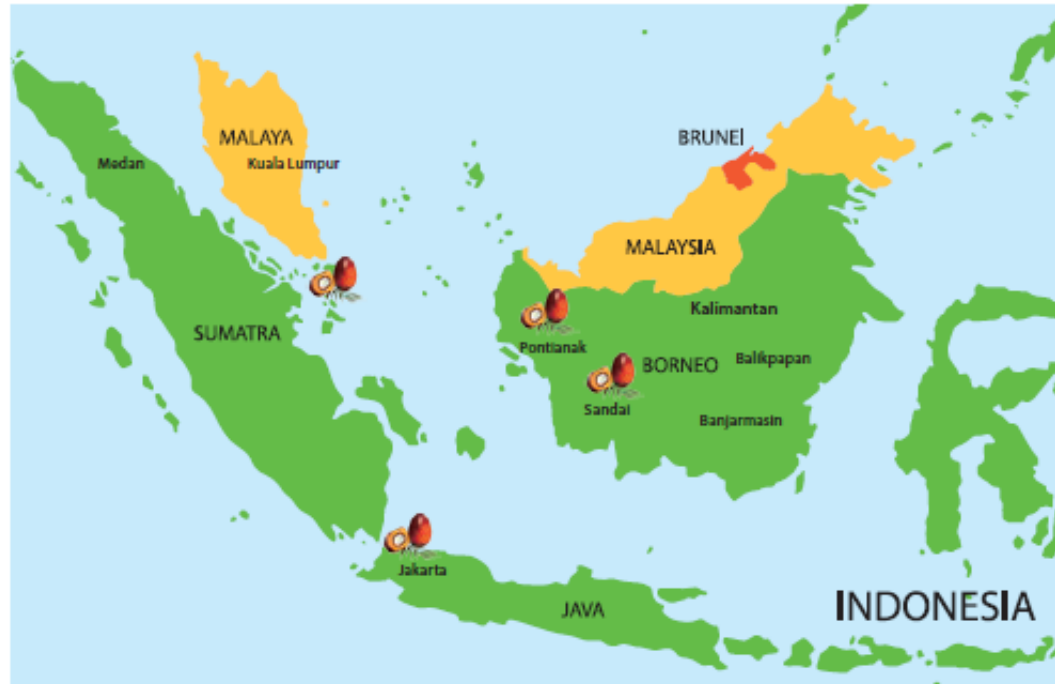 BRUNEI
MALAYA
Medan
Kuala Lumpur
MALAYSIA
Kalimantan
SUMATRA
Pontianak
BORNEO
Balikpapan
Sandai
Banjarmasin
Jakarta
JAVA
INDONESIA